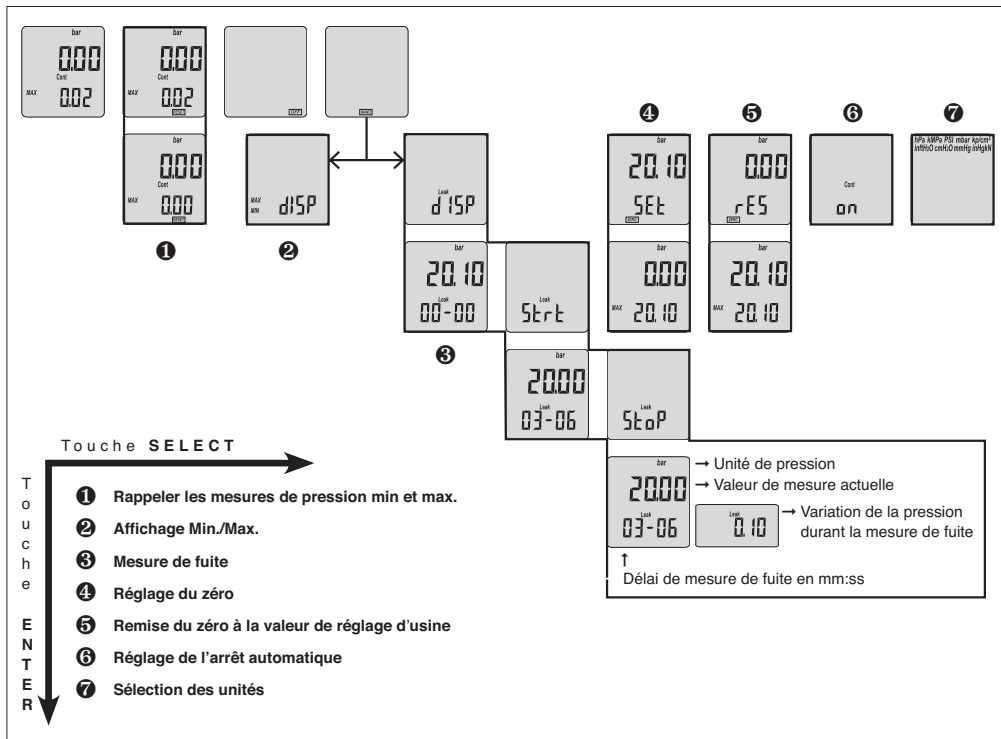 bar
0.00
Cont
MAX 0.02
bar
0.00
Cont
MAX 0.02
RESET
OFF
MANO
bar
0.00
Cont
MAX 0.00
RESET
❶
MAX
MIN dISP
❷
Leak
dISP
bar
20.10
Leak
00-00
❸
Leak
Strt
bar
20.00
Leak
03-06
Leak
StoP
❹
bar
20.10
SEt
ZERO
bar
0.00
MAX 20.10
❺
bar
0.00
rES
ZERO
bar
20.10
MAX 20.10
❻
Cont
on
❼
hPa kMPa PSI mbar kp/cm²
inftH₂O cmH₂O mmHg inHgkN
bar
20.00
Leak
03-06
→ Unité de pression
→ Valeur de mesure actuelle
Leak
0.10
→ Variation de la pression
durant la mesure de fuite
↑
Délai de mesure de fuite en mm:ss
Touche SELECT
Touche ENTER
❶ Rappeler les mesures de pression min et max.
❷ Affichage Min./Max.
❸ Mesure de fuite
❹ Réglage du zéro
❺ Remise du zéro à la valeur de réglage d'usine
❻ Réglage de l'arrêt automatique
❼ Sélection des unités